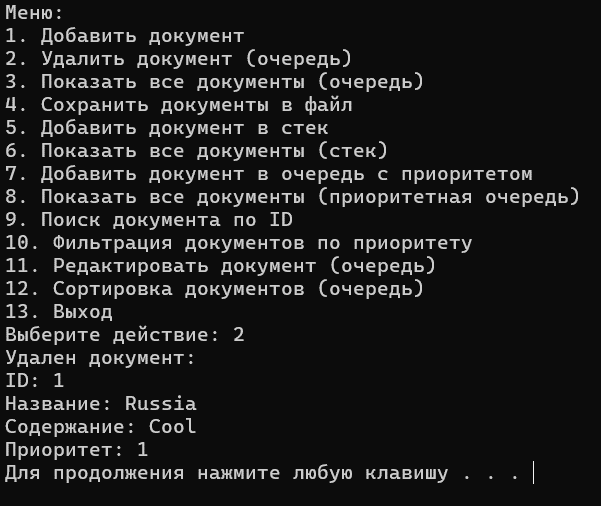 Меню:
1. Добавить документ
2. Удалить документ (очередь)
3. Показать все документы (очередь)
4. Сохранить документы в файл
5. Добавить документ в стек
6. Показать все документы (стек)
7. Добавить документ в очередь с приоритетом
8. Показать все документы (приоритетная очередь)
9. Поиск документа по ID
10. Фильтрация документов по приоритету
11. Редактировать документ (очередь)
12. Сортировка документов (очередь)
13. Выход
Выберите действие: 2
Удален документ:
ID: 1
Название: Russia
Содержание: Cool
Приоритет: 1
Для продолжения нажмите любую клавишу . . .